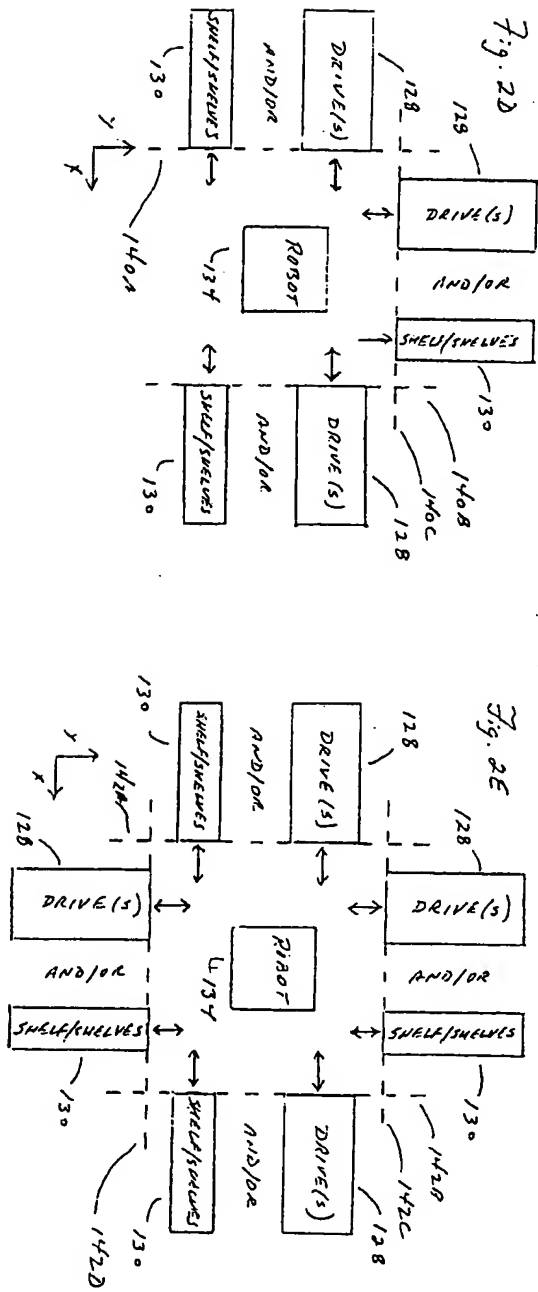 Fig. 2D
128
DRIVE(S)
AND/OR
SHELF/SHELVES
130
128
DRIVE(S)
AND/OR
SHELF/SHELVES
130
ROBOT
134
140B
140C
128
DRIVE(S)
AND/OR
SHELF/SHELVES
130
Y
X
140A
Fig. 2E
128
DRIVE(S)
AND/OR
SHELF/SHELVES
130
128
DRIVE(S)
AND/OR
SHELF/SHELVES
130
ROBOT
134
142B
142C
128
DRIVE(S)
AND/OR
SHELF/SHELVES
130
Y
X
142A
128
DRIVE(S)
AND/OR
SHELF/SHELVES
130
142D